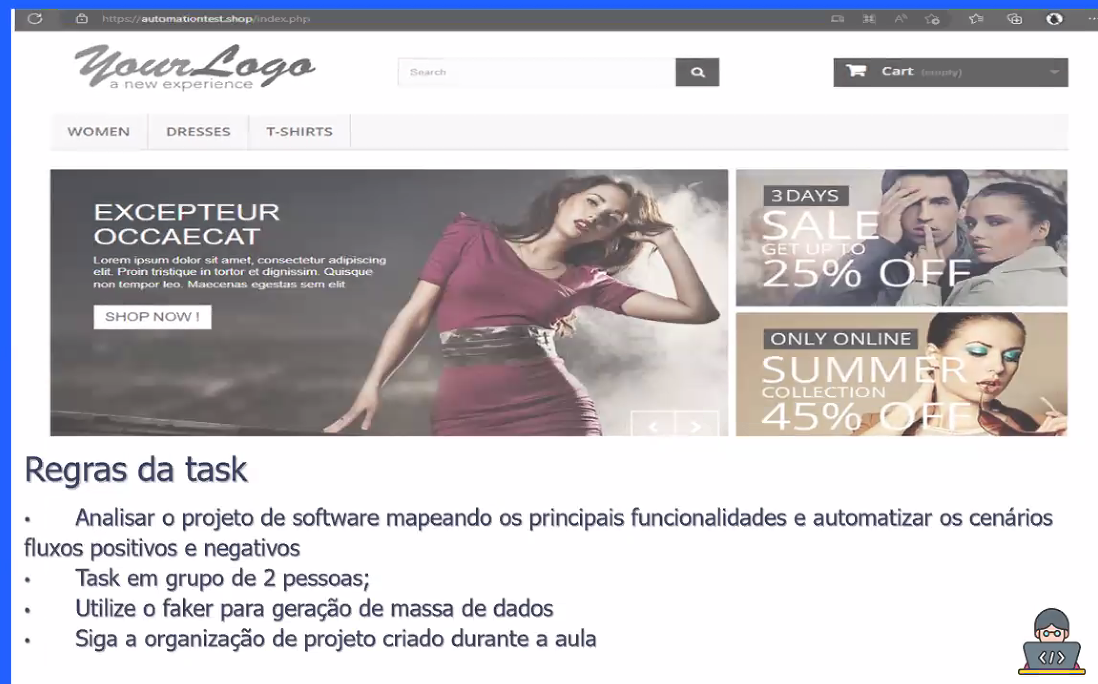 https://automationtest.shop/index.php
YourLogo
a new experience
Search
Cart (empty)
WOMEN
DRESSES
T-SHIRTS
EXCEPTEUR
OCCAECAT
Lorem ipsum dolor sit amet, consectetur adipiscing
elit. Proin tristique in tortor et dignissim. Quisque
non tempor leo. Maecenas egestas sem elit
SHOP NOW !
3 DAYS
SALE
GET UP TO
25% OFF
ONLY ONLINE
SUMMER
COLLECTION
45% OFF
Regras da task
• Analisar o projeto de software mapeando os principais funcionalidades e automatizar os cenários
fluxos positivos e negativos
• Task em grupo de 2 pessoas;
• Utilize o faker para geração de massa de dados
• Siga a organização de projeto criado durante a aula